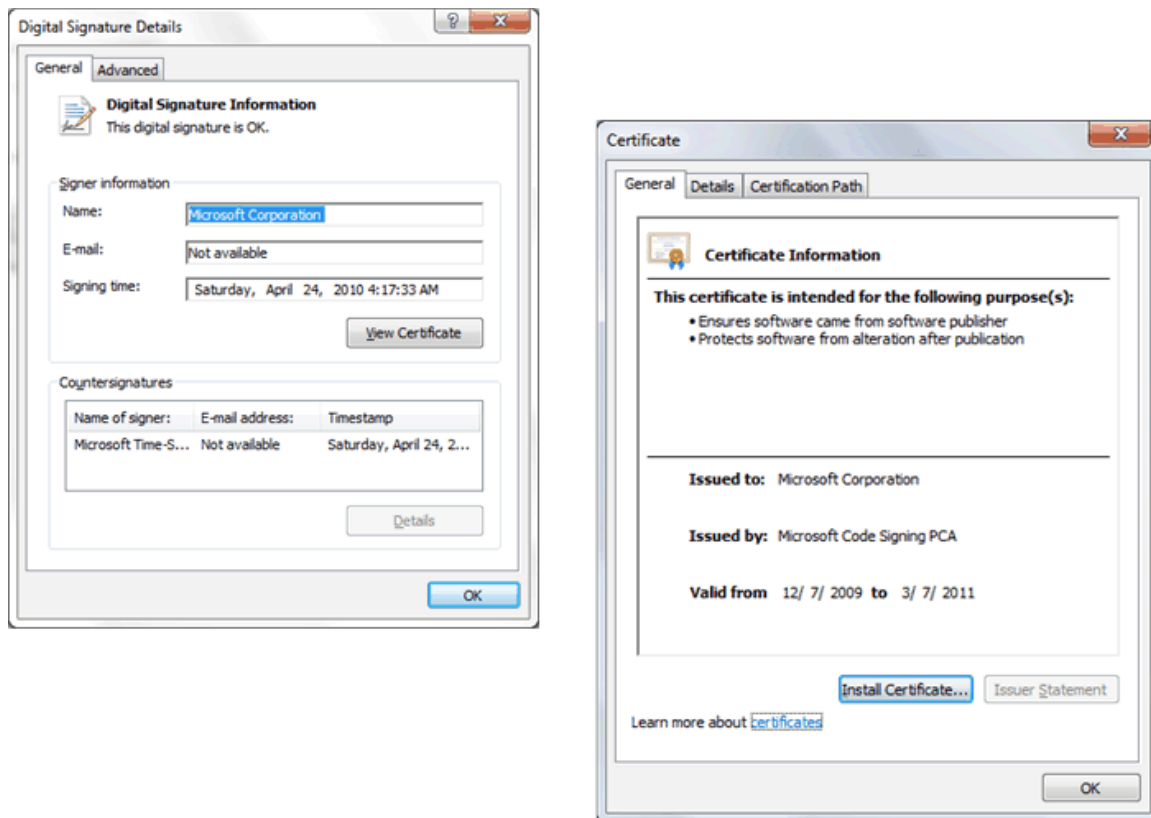 Digital Signature Details
General Advanced
Digital Signature Information
This digital signature is OK.
Signer information
Name: Microsoft Corporation
E-mail: Not available
Signing time: Saturday, April 24, 2010 4:17:33 AM
View Certificate
Countersignatures
Name of signer: E-mail address: Timestamp
Microsoft Time-S... Not available Saturday, April 24, 2...
Details
OK
Certificate
General Details Certification Path
Certificate Information
This certificate is intended for the following purpose(s):
• Ensures software came from software publisher
• Protects software from alteration after publication
Issued to: Microsoft Corporation
Issued by: Microsoft Code Signing PCA
Valid from 12/ 7/ 2009 to 3/ 7/ 2011
Install Certificate... Issuer Statement
Learn more about certificates
OK